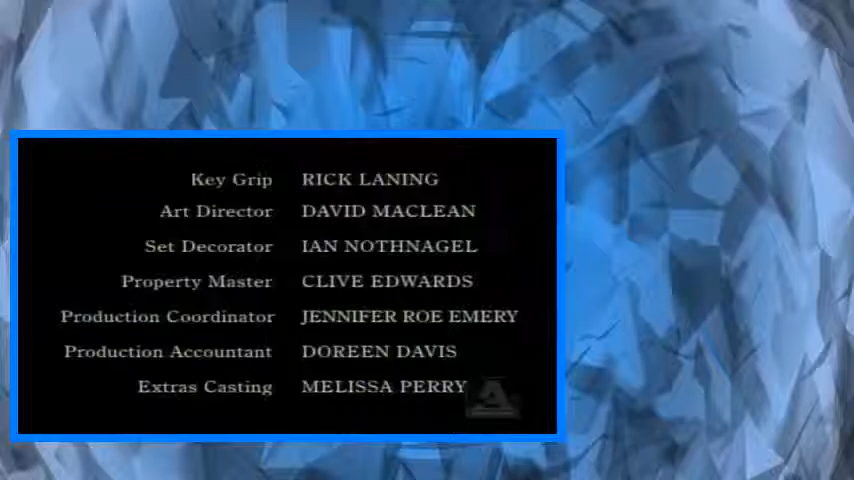 Key Grip RICK LANING
Art Director DAVID MACLEAN
Set Decorator IAN NOTHNAGEL
Property Master CLIVE EDWARDS
Production Coordinator JENNIFER ROE EMERY
Production Accountant DOREEN DAVIS
Extras Casting MELISSA PERRY
A